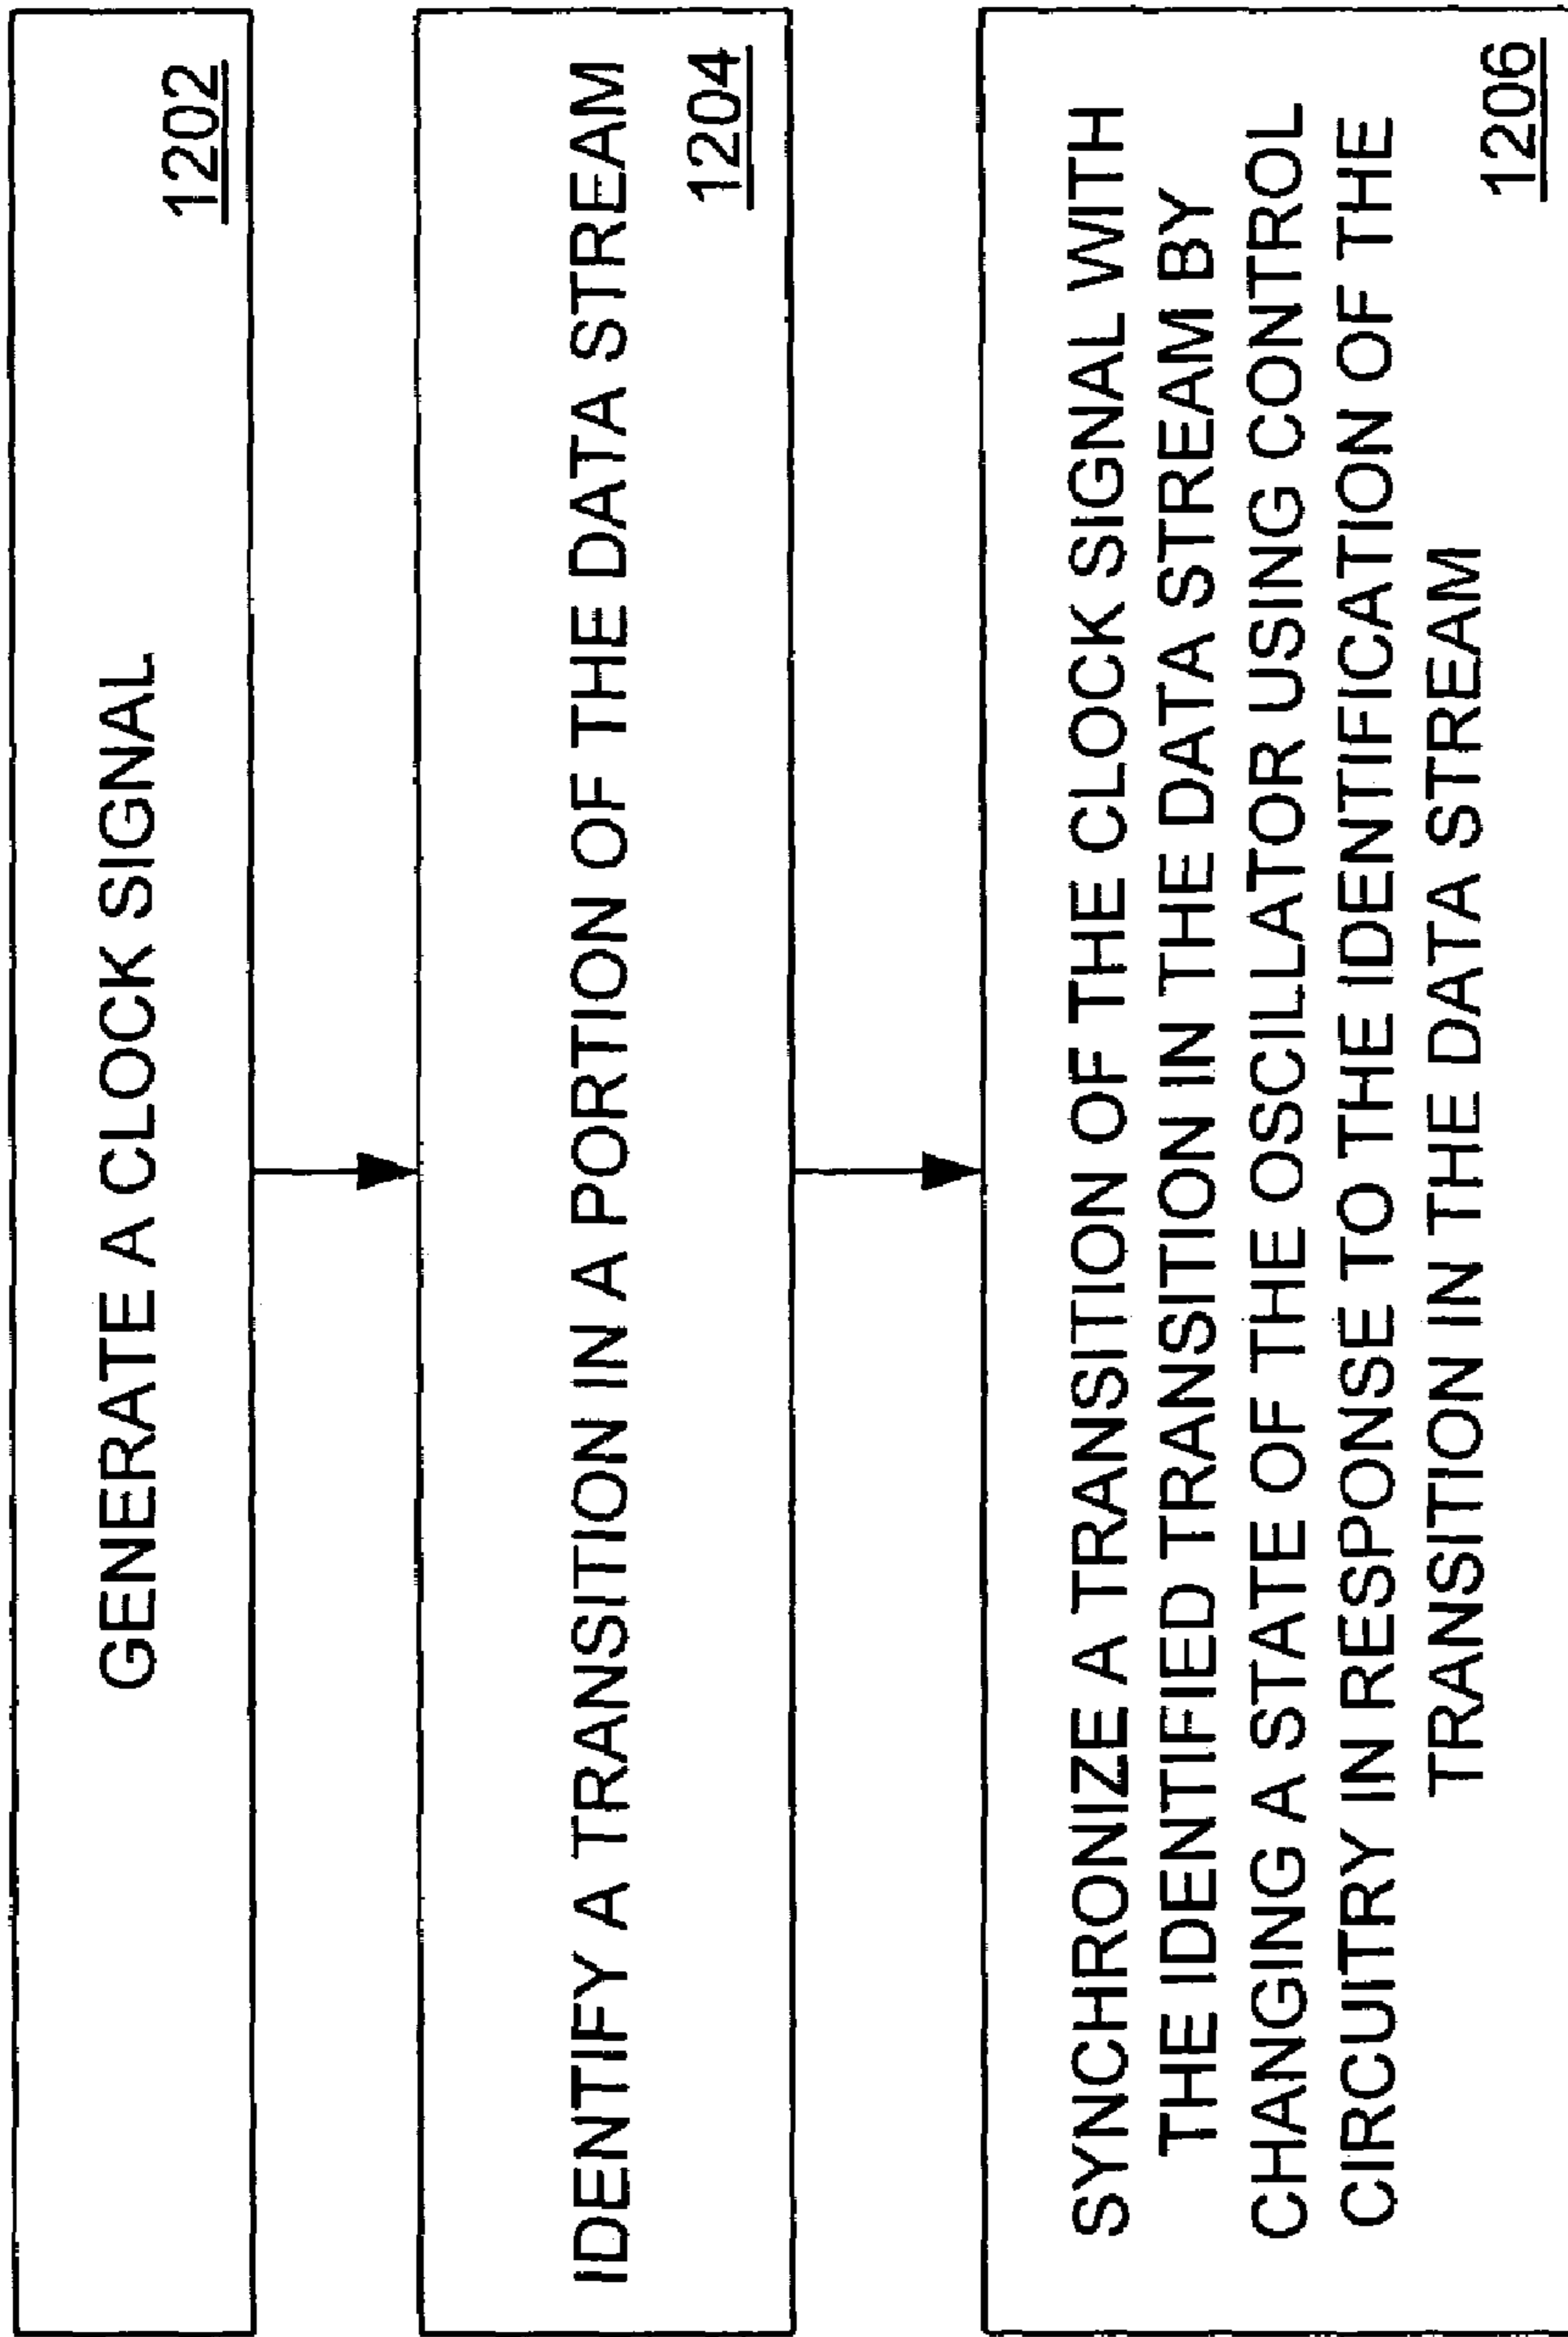 GENERATE A CLOCK SIGNAL
1202
IDENTIFY A TRANSITION IN A PORTION OF THE DATA STREAM
1204
SYNCHRONIZE A TRANSITION OF THE CLOCK SIGNAL WITH
THE IDENTIFIED TRANSITION IN THE DATA STREAM BY
CHANGING A STATE OF THE OSCILLATOR USING CONTROL
CIRCUITRY IN RESPONSE TO THE IDENTIFICATION OF THE
TRANSITION IN THE DATA STREAM
1206